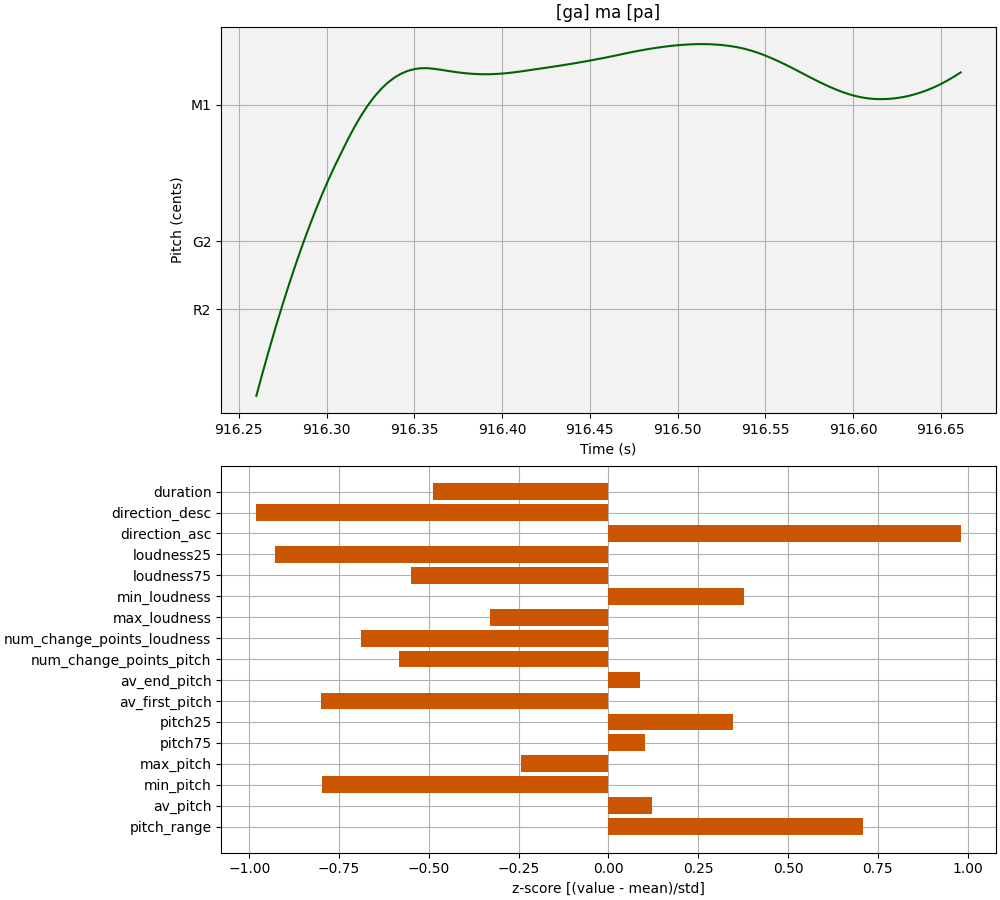 [ga] ma [pa]
Pitch (cents)
M1
G2
R2
916.25 916.30 916.35 916.40 916.45 916.50 916.55 916.60 916.65
Time (s)
duration
direction_desc
direction_asc
loudness25
loudness75
min_loudness
max_loudness
num_change_points_loudness
num_change_points_pitch
av_end_pitch
av_first_pitch
pitch25
pitch75
max_pitch
min_pitch
av_pitch
pitch_range
−1.00 −0.75 −0.50 −0.25 0.00 0.25 0.50 0.75 1.00
z-score [(value - mean)/std]